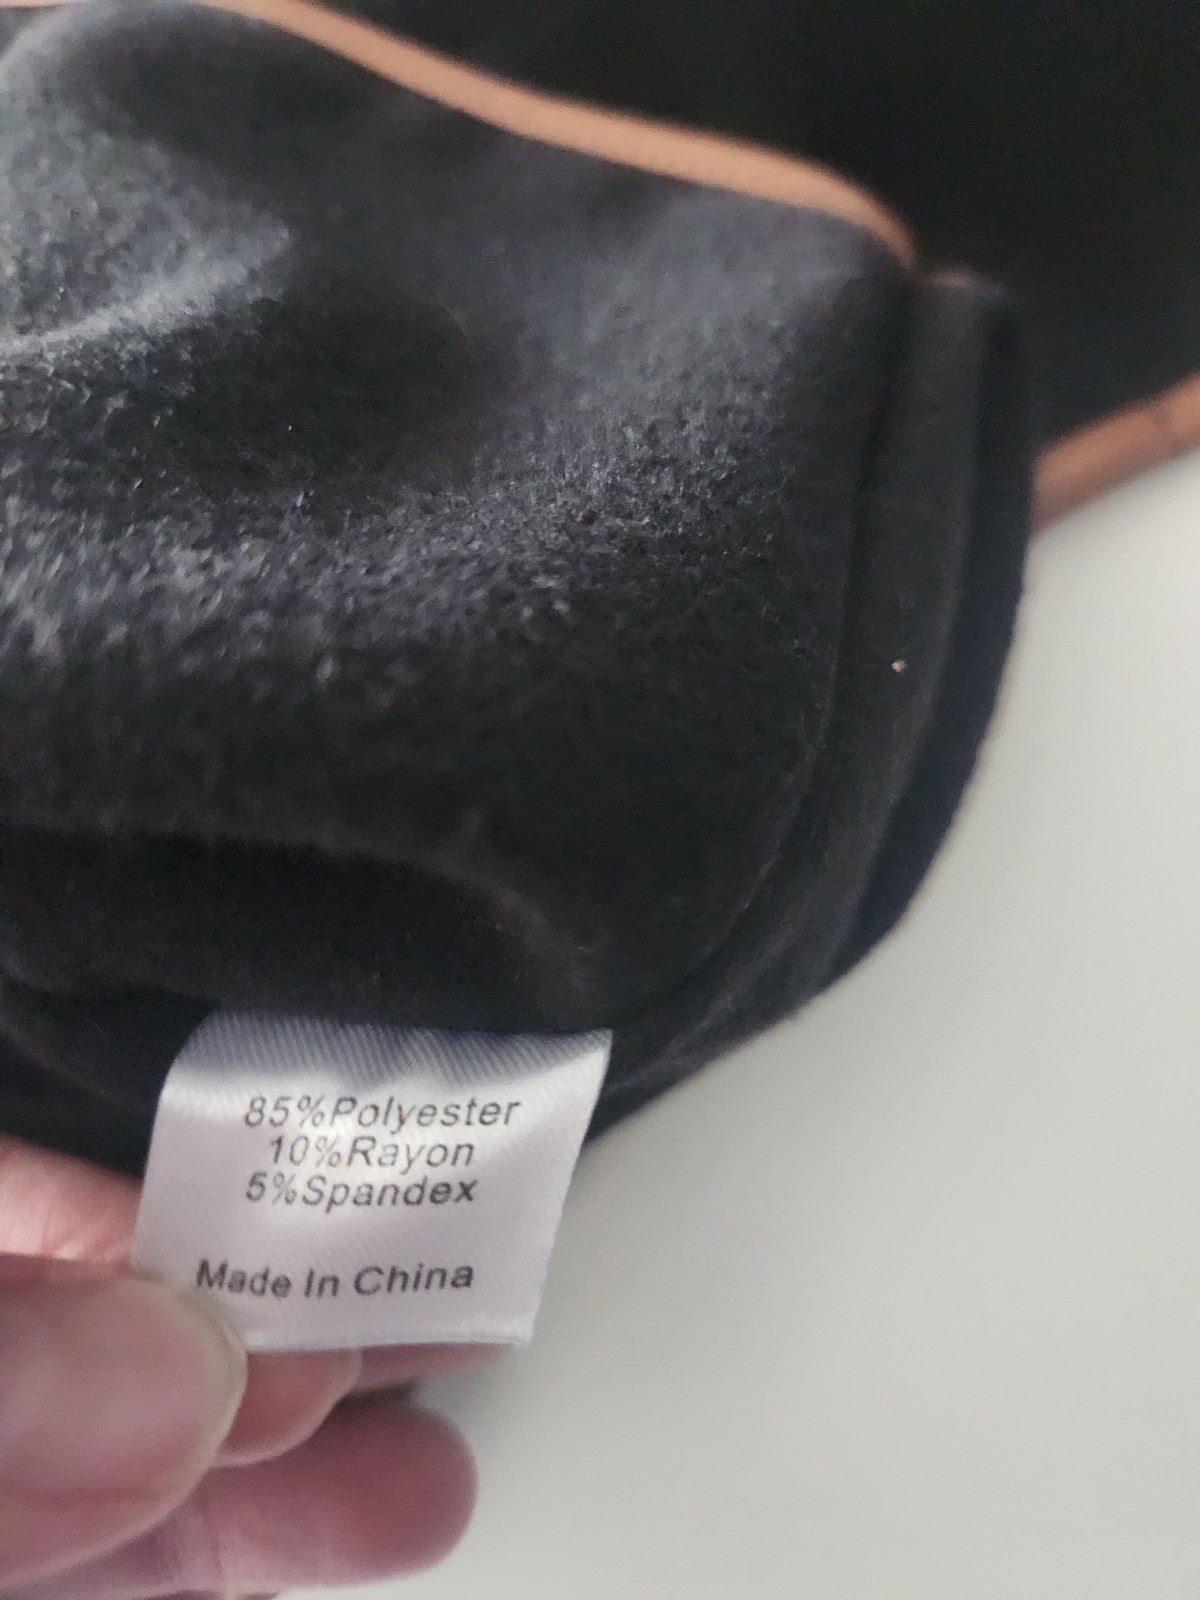 85%Polyester
10%Rayon
5%Spandex
Made In China